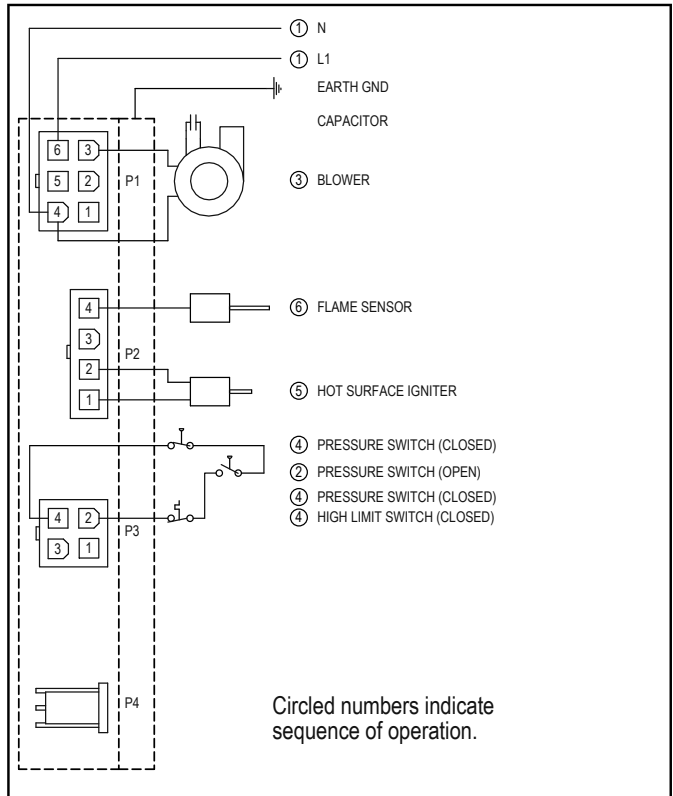 ① N
① L1
EARTH GND
CAPACITOR
6 3
5 2 P1 ③ BLOWER
4 1
4 ⑥ FLAME SENSOR
3
P2
2
⑤ HOT SURFACE IGNITER
1
④ PRESSURE SWITCH (CLOSED)
② PRESSURE SWITCH (OPEN)
④ PRESSURE SWITCH (CLOSED)
4 2 ④ HIGH LIMIT SWITCH (CLOSED)
P3
3 1
P4
Circled numbers indicate
sequence of operation.